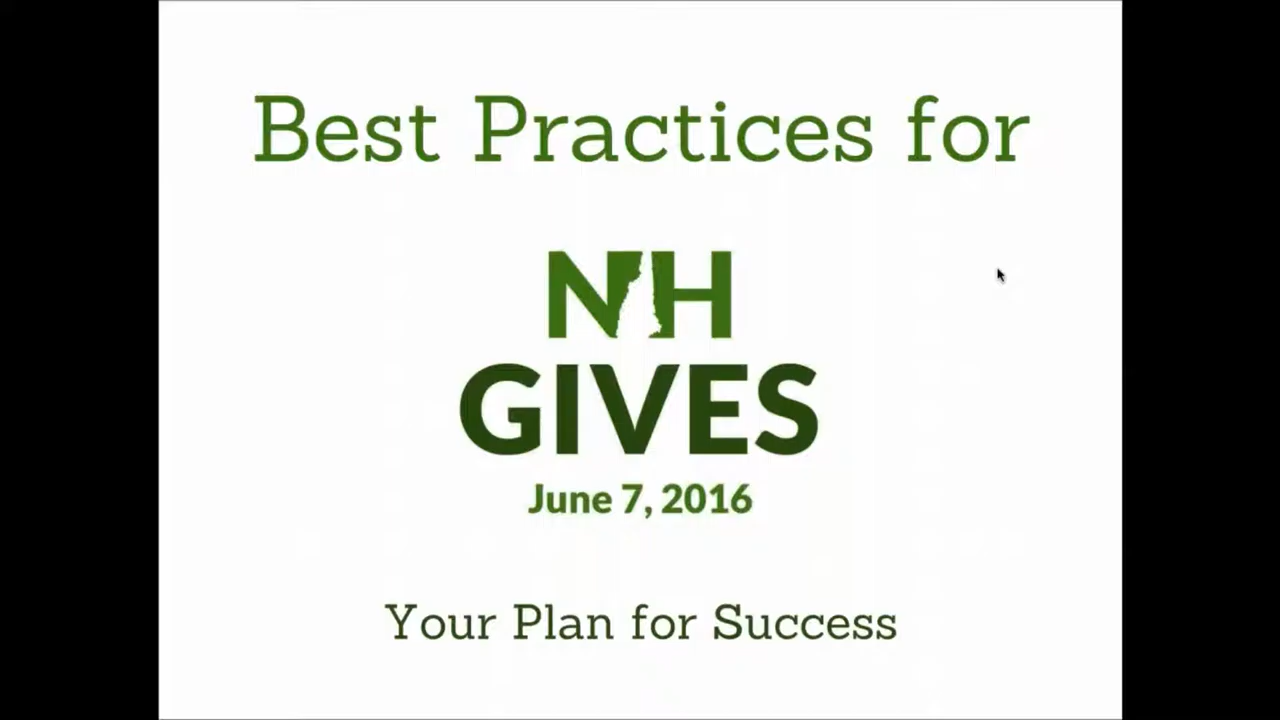 Best Practices for
NH
GIVES
June 7, 2016
Your Plan for Success